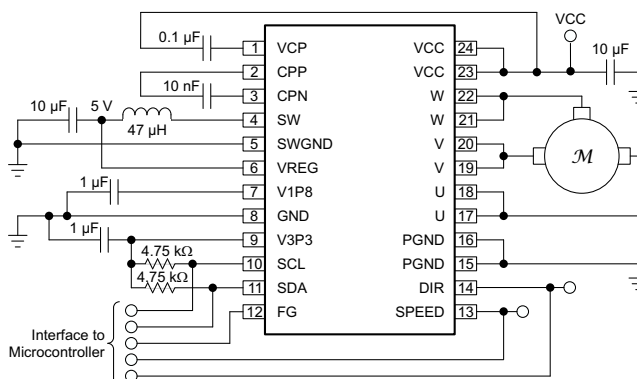 VCC
0.1 µF
10 µF
1 VCP VCC 24
2 CPP VCC 23
10 nF
3 CPN W 22
10 µF
5 V
47 µH
4 SW W 21
5 SWGND V 20
6 VREG V 19
M
1 µF
7 V1P8 U 18
8 GND U 17
1 µF
9 V3P3 PGND 16
4.75 kΩ
10 SCL PGND 15
4.75 kΩ
11 SDA DIR 14
12 FG SPEED 13
Interface to
Microcontroller